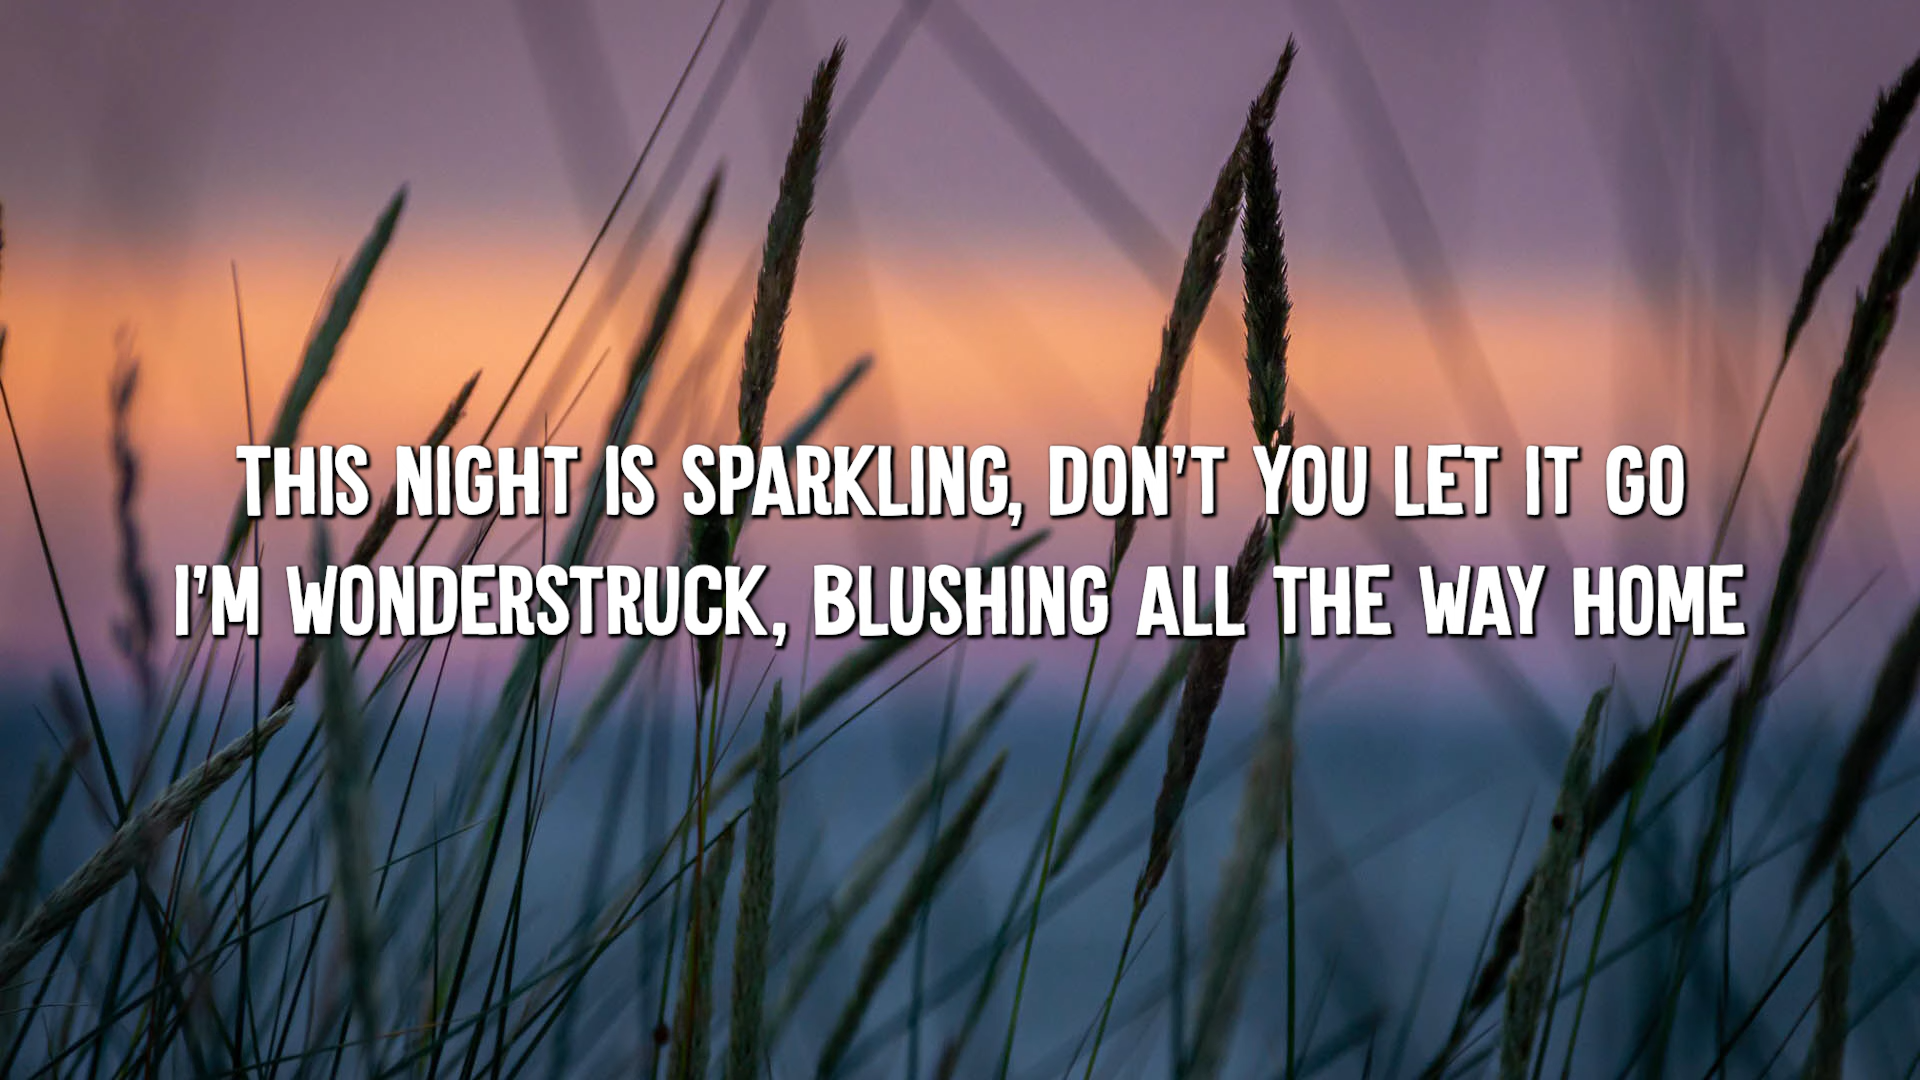 THIS NIGHT IS SPARKLING, DON'T YOU LET IT GO
I'M WONDERSTRUCK, BLUSHING ALL THE WAY HOME